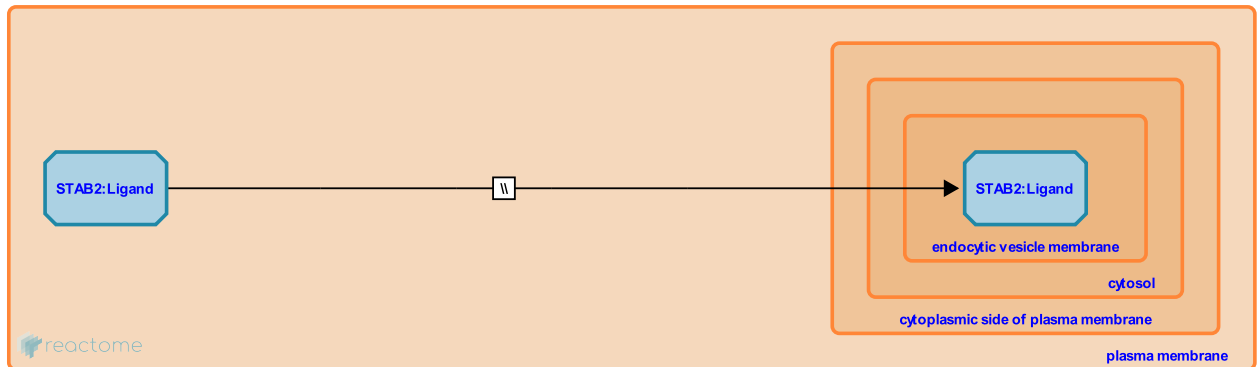 STAB2:Ligand
\\
STAB2:Ligand
endocytic vesicle membrane
cytosol
cytoplasmic side of plasma membrane
reactome
plasma membrane